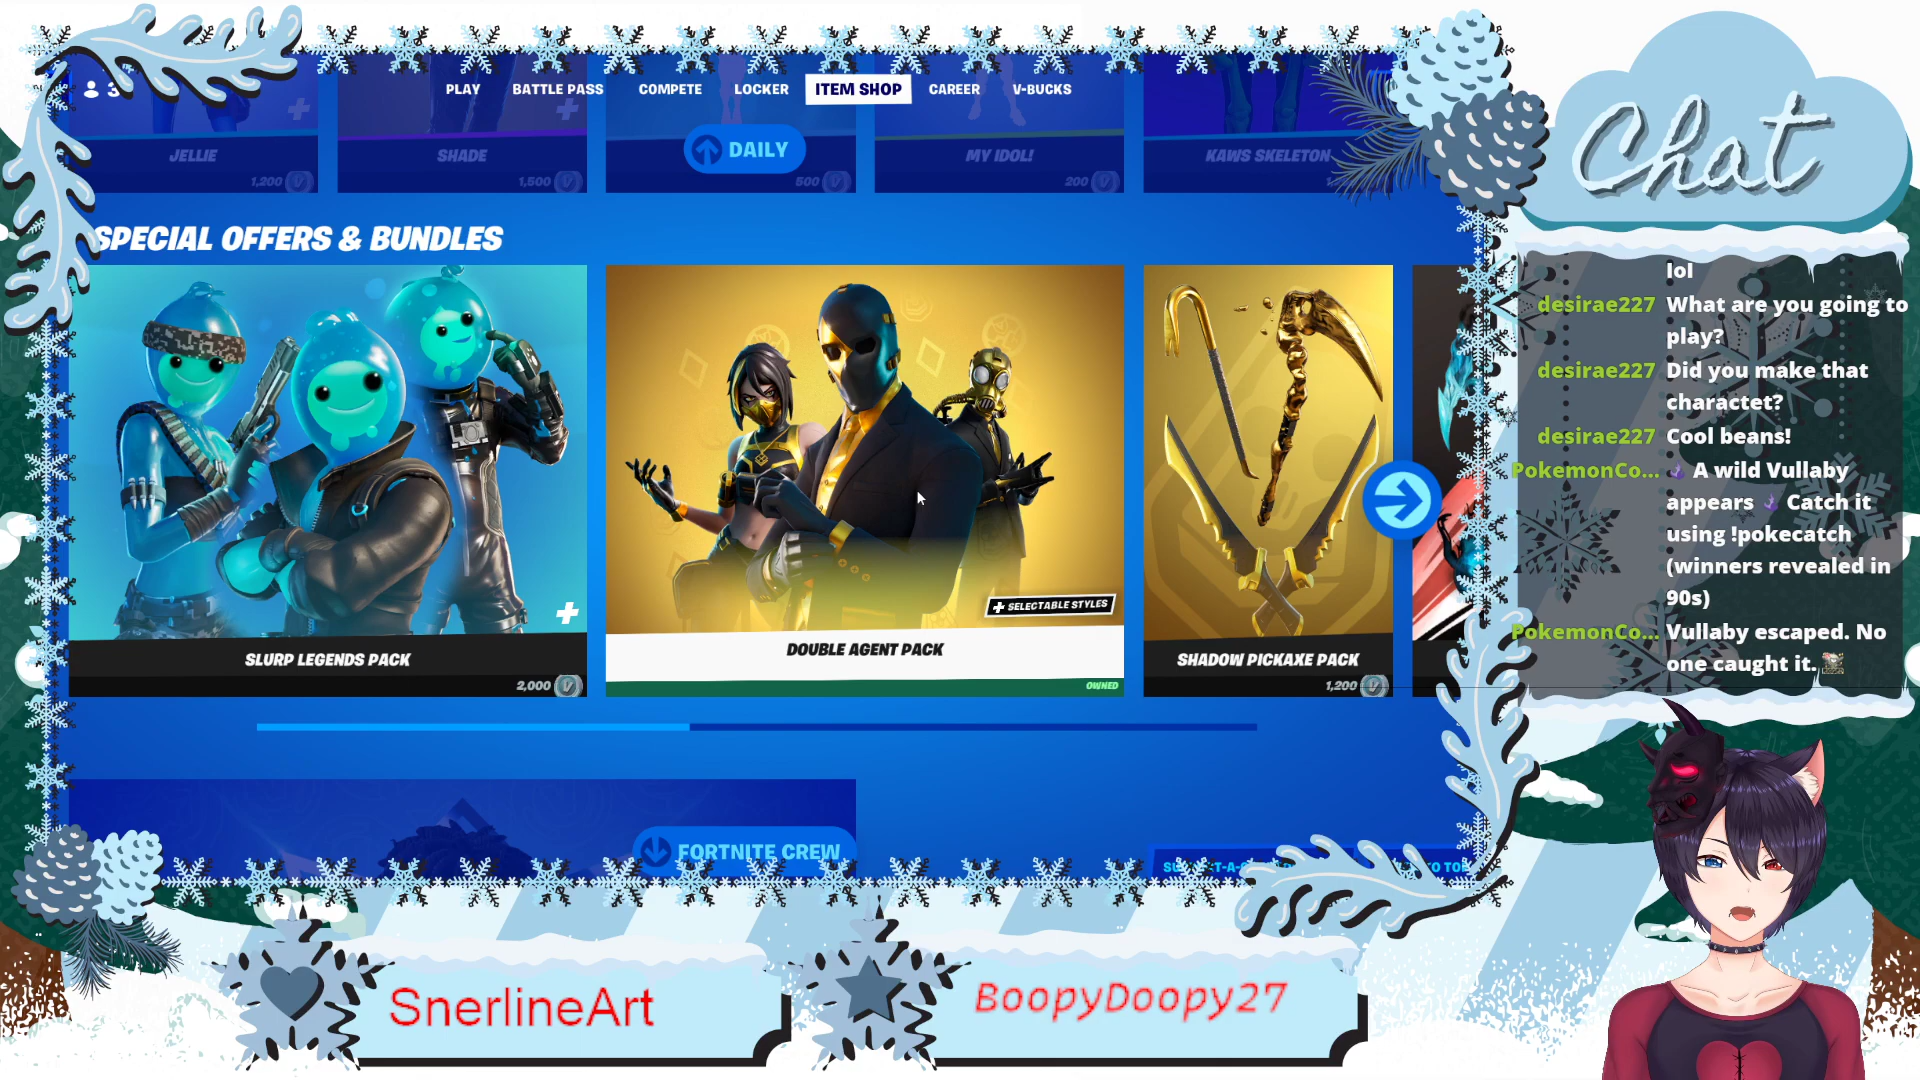 PLAY BATTLE PASS COMPETE LOCKER ITEM SHOP CAREER V-BUCKS
DAILY
JELLIE
1,200
SHADE
1,500
500
MY IDOL!
200
KAWS SKELETON
SPECIAL OFFERS & BUNDLES
+ SELECTABLE STYLES
SLURP LEGENDS PACK
2,000
DOUBLE AGENT PACK
OWNED
SHADOW PICKAXE PACK
1,200
FORTNITE CREW
SnerlineArt
BoopyDoopy27
Chat
lol
desirae227 What are you going to
play?
desirae227 Did you make that
charactet?
desirae227 Cool beans!
PokemonCo... A wild Vullaby
appears Catch it
using !pokecatch
(winners revealed in
90s)
PokemonCo... Vullaby escaped. No
one caught it.